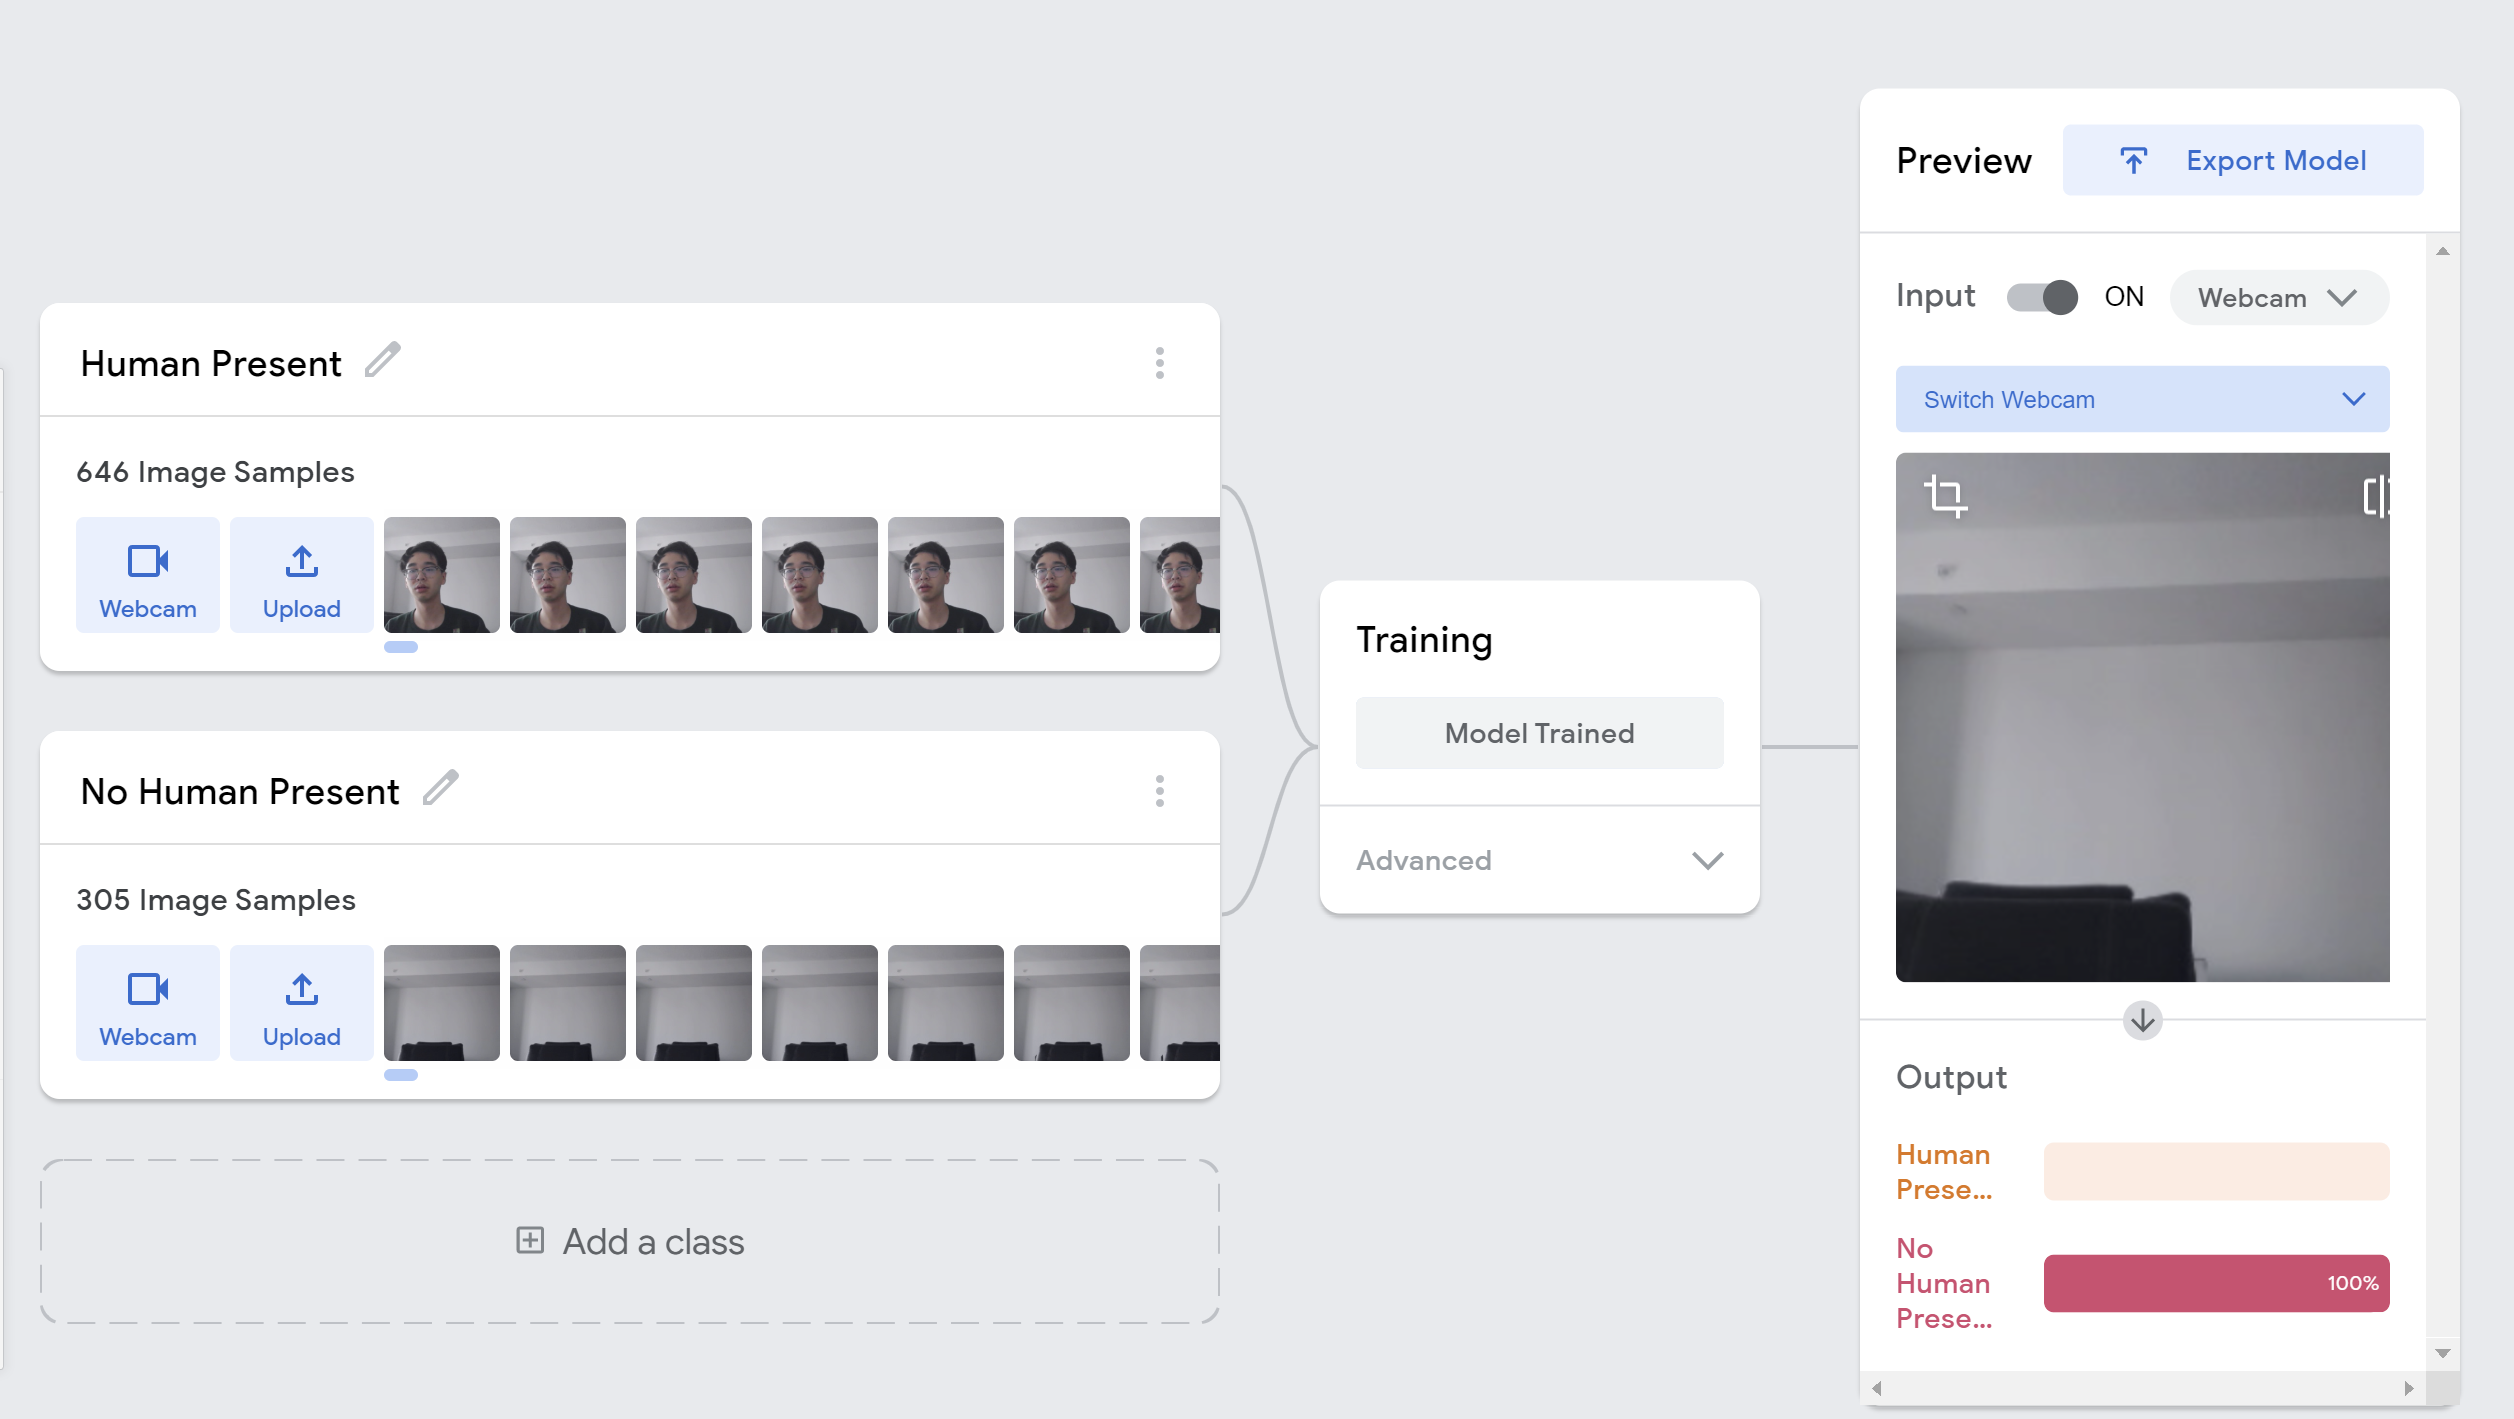 Human Present
646 Image Samples
Webcam
Upload
No Human Present
305 Image Samples
Webcam
Upload
Add a class
Training
Model Trained
Advanced
Preview
Export Model
Input
ON
Webcam
Switch Webcam
Output
Human
Prese...
No
Human
Prese...
100%